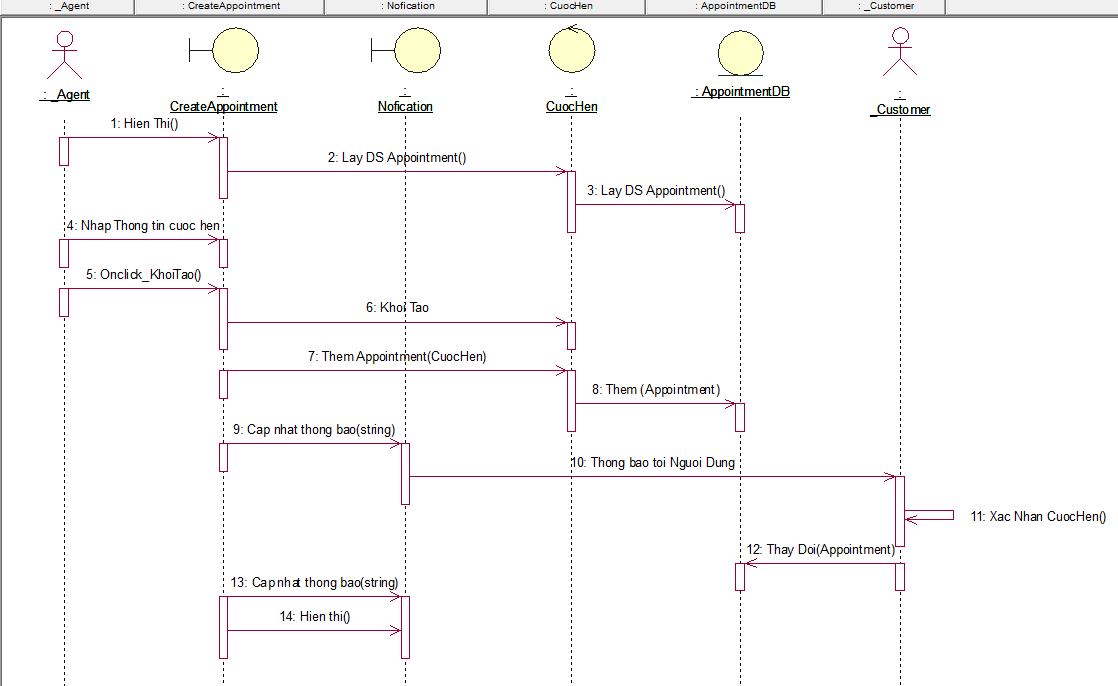 : _Agent
: CreateAppointment
: Nofication
: CuocHen
: AppointmentDB
: _Customer
: _Agent
:
CreateAppointment
:
Nofication
:
CuocHen
: AppointmentDB
:
_Customer
1: Hien Thi()
2: Lay DS Appointment()
3: Lay DS Appointment()
4: Nhap Thong tin cuoc hen
5: Onclick_KhoiTao()
6: Khoi Tao
7: Them Appointment(CuocHen)
8: Them (Appointment)
9: Cap nhat thong bao(string)
10: Thong bao toi Nguoi Dung
11: Xac Nhan CuocHen()
12: Thay Doi(Appointment)
13: Cap nhat thong bao(string)
14: Hien thi()